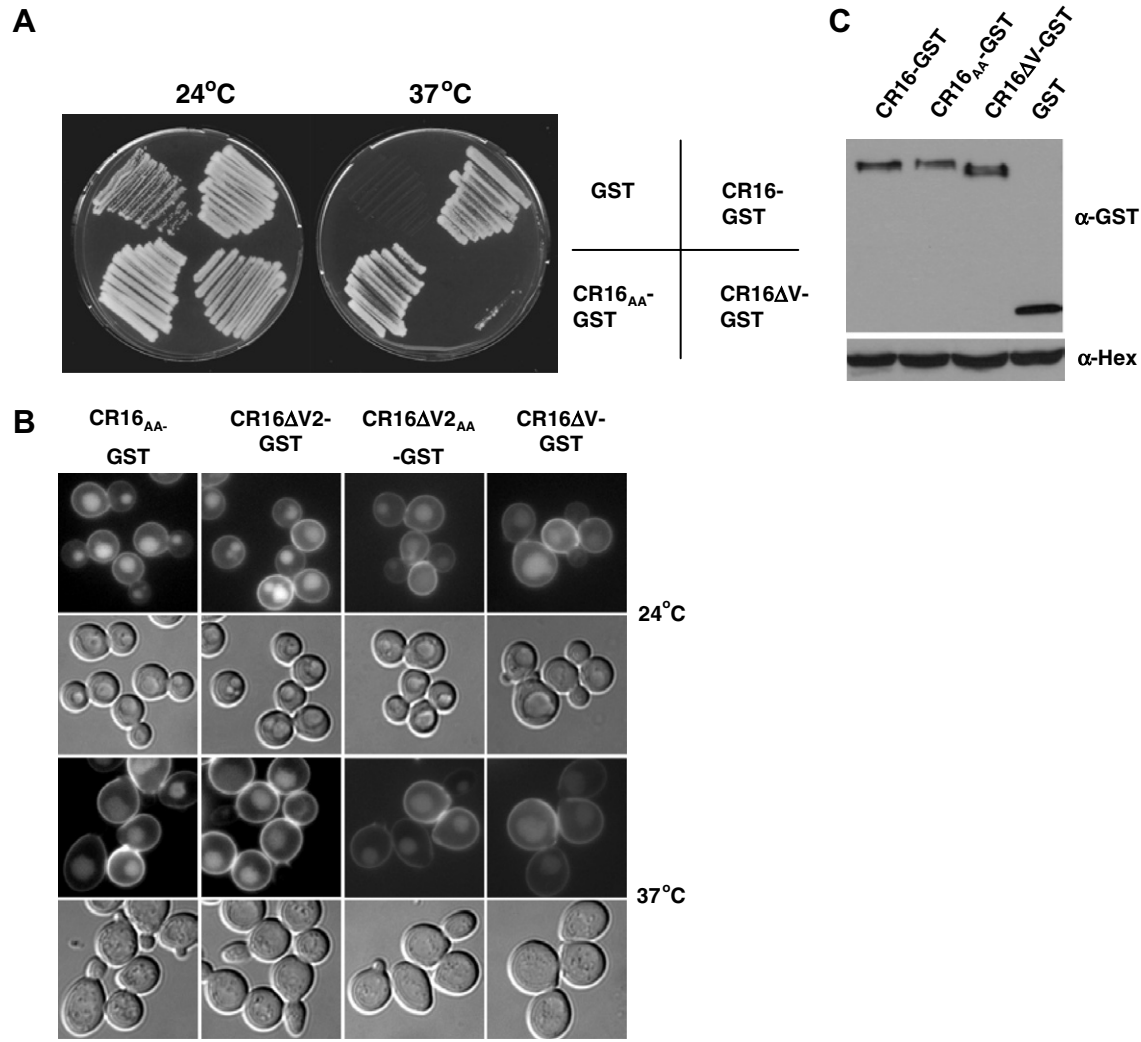 A
24°C
37°C
GST
CR16-
GST
CR16AA-
GST
CR16ΔV-
GST
B
CR16AA-
GST
CR16ΔV2-
GST
CR16ΔV2AA
-GST
CR16ΔV-
GST
24°C
37°C
C
CR16-GST
CR16AA-GST
CR16ΔV-GST
GST
α-GST
α-Hex